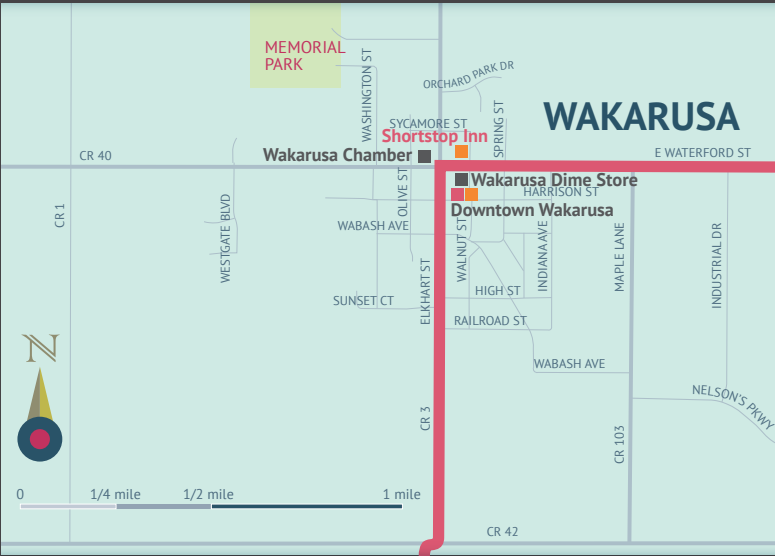 MEMORIAL
PARK
WASHINGTON ST
ORCHARD PARK DR
SYCAMORE ST
SPRING ST
WAKARUSA
Shortstop Inn
Wakarusa Chamber
CR 40
E WATERFORD ST
Wakarusa Dime Store
HARRISON ST
Downtown Wakarusa
OLIVE ST
CR 1
WESTGATE BLVD
WABASH AVE
WALNUT ST
INDIANA AVE
MAPLE LANE
INDUSTRIAL DR
ELKHART ST
HIGH ST
SUNSET CT
RAILROAD ST
WABASH AVE
N
NELSON'S PKWY
CR 3
CR 103
0 1/4 mile 1/2 mile 1 mile
CR 42